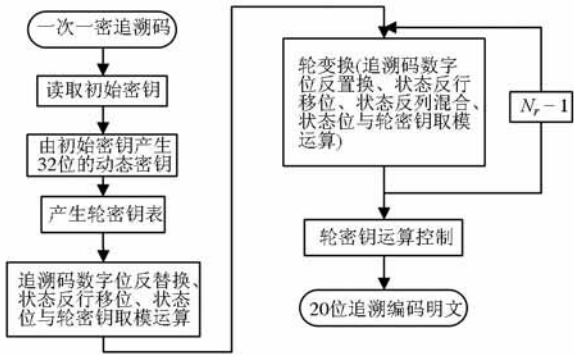 一次一密追溯码
读取初始密钥
由初始密钥产生
32位的动态密钥
产生轮密钥表
追溯码数字位反替换、
状态反行移位、状态
位与轮密钥取模运算
轮变换(追溯码数字
位反置换、状态反行
移位、状态反列混合、
状态位与轮密钥取模
运算)
Nr－1
轮密钥运算控制
20位追溯编码明文